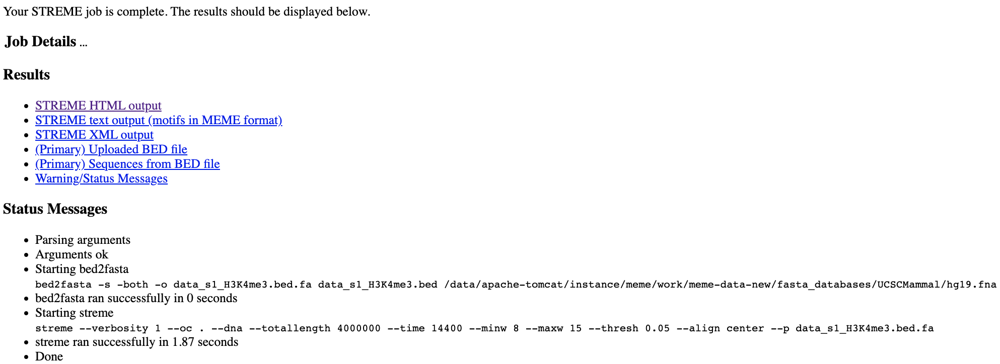 Your STREME job is complete. The results should be displayed below.
Job Details ...
Results
• STREME HTML output
• STREME text output (motifs in MEME format)
• STREME XML output
• (Primary) Uploaded BED file
• (Primary) Sequences from BED file
• Warning/Status Messages
Status Messages
• Parsing arguments
• Arguments ok
• Starting bed2fasta
bed2fasta -s -both -o data_s1_H3K4me3.bed.fa data_s1_H3K4me3.bed /data/apache-tomcat/instance/meme/work/meme-data-new/fasta_databases/UCSCMammal/hg19.fna
• bed2fasta ran successfully in 0 seconds
• Starting streme
streme --verbosity 1 --oc . --dna --totallength 4000000 --time 14400 --minw 8 --maxw 15 --thresh 0.05 --align center --p data_s1_H3K4me3.bed.fa
• streme ran successfully in 1.87 seconds
• Done